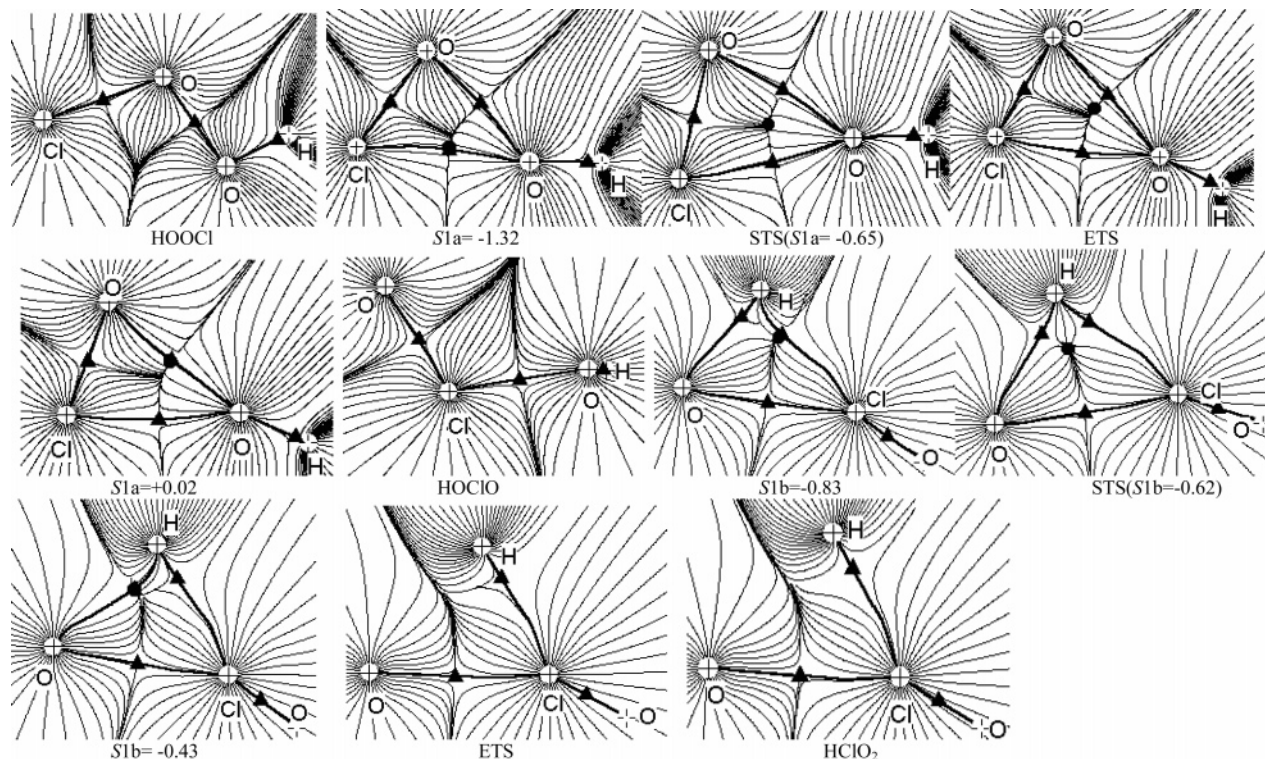 O
Cl
O
H
HOOCl
O
Cl
O
H
S1a= -1.32
O
Cl
O
H
STS(S1a= -0.65)
O
Cl
O
H
ETS
O
Cl
O
H
S1a=+0.02
O
Cl
O
H
HOClO
H
O
Cl
O
S1b=-0.83
H
O
Cl
O
STS(S1b=-0.62)
H
O
Cl
O
S1b= -0.43
H
O
Cl
O
ETS
H
O
Cl
O
HClO2